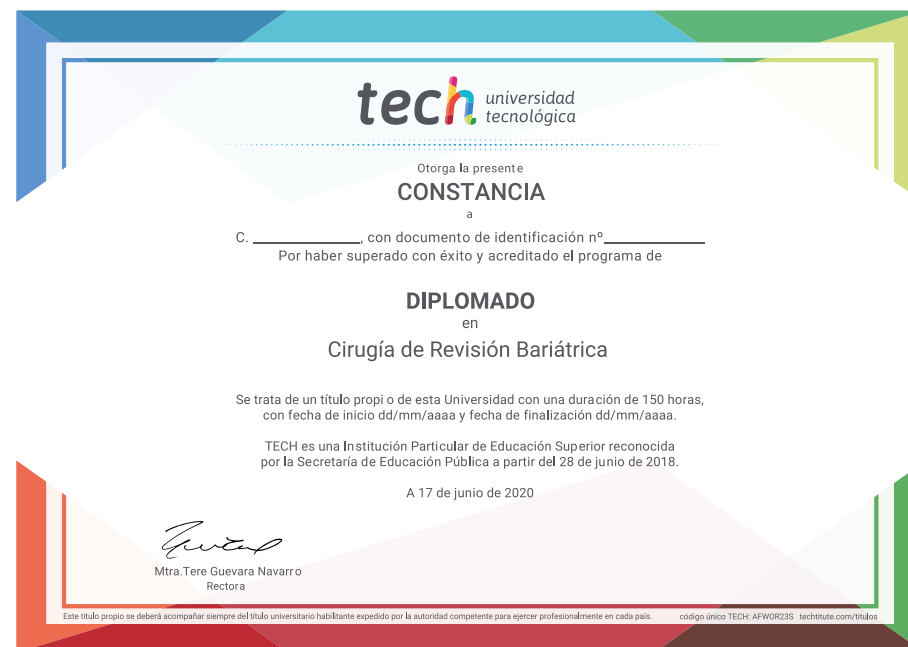 tech universidad
tecnológica
Otorga la presente
CONSTANCIA
a
C. ____________, con documento de identificación nº____________
Por haber superado con éxito y acreditado el programa de
DIPLOMADO
en
Cirugía de Revisión Bariátrica
Se trata de un título propi o de esta Universidad con una duración de 150 horas,
con fecha de inicio dd/mm/aaaa y fecha de finalización dd/mm/aaaa.
TECH es una Institución Particular de Educación Superior reconocida
por la Secretaría de Educación Pública a partir del 28 de junio de 2018.
A 17 de junio de 2020
Mtra.Tere Guevara Navarro
Rectora
Este título propio se deberá acompañar siempre del título universitario habilitante expedido por la autoridad competente para ejercer profesionalmente en cada país. código único TECH: AFWOR23S techtitute.com/titulos